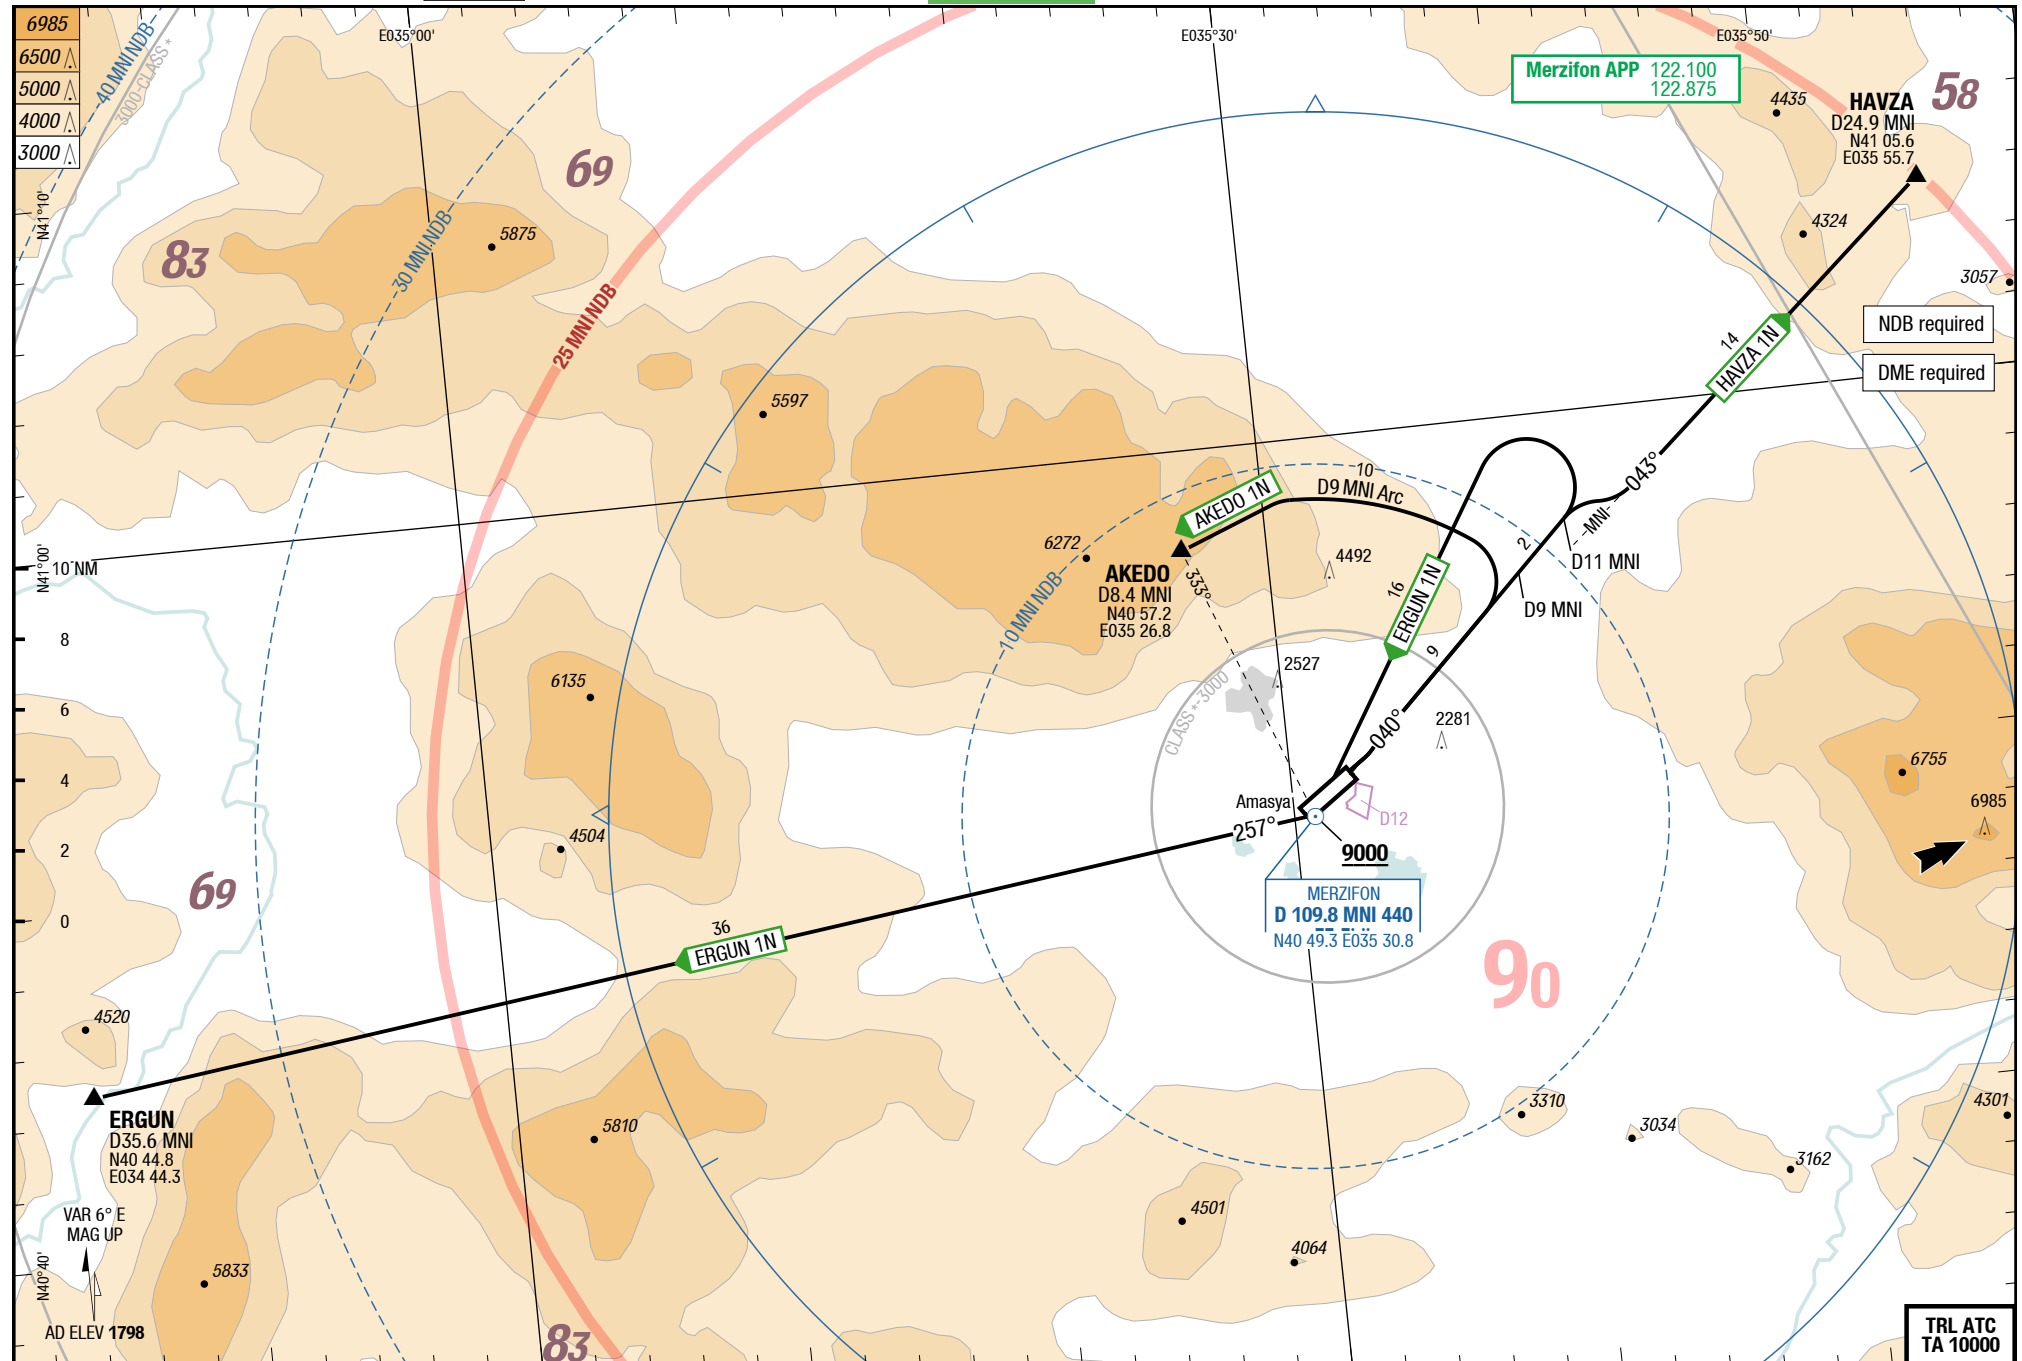 6985
6500
5000
4000
3000
40 MNI NDB
3000-CLASS *
E035°00'
E035°30'
E035°50'
Merzifon APP 122.100
122.875
4435
HAVZA
D24.9 MNI
N41 05.6
E035 55.7
58
69
83
N41°10'
5875
30 MNI NDB
25 MNI NDB
4324
3057
NDB required
DME required
14
HAVZA 1N
043°
-MNI-
5597
10
D9 MNI Arc
AKEDO 1N
6272
AKEDO
D8.4 MNI
N40 57.2
E035 26.8
333°
4492
10 MNI NDB
2
D11 MNI
D9 MNI
16
ERGUN 1N
9
N41°00'
10 NM
8
6
4
2
0
6135
4504
2527
CLASS *-3000
2281
040°
6755
6985
Amasya
257°
D12
9000
MERZIFON
D 109.8 MNI 440
N40 49.3 E035 30.8
69
36
ERGUN 1N
90
4520
ERGUN
D35.6 MNI
N40 44.8
E034 44.3
5810
3310
3034
3162
4301
4501
4064
VAR 6° E
MAG UP
N40°40'
5833
AD ELEV 1798
83
TRL ATC
TA 10000